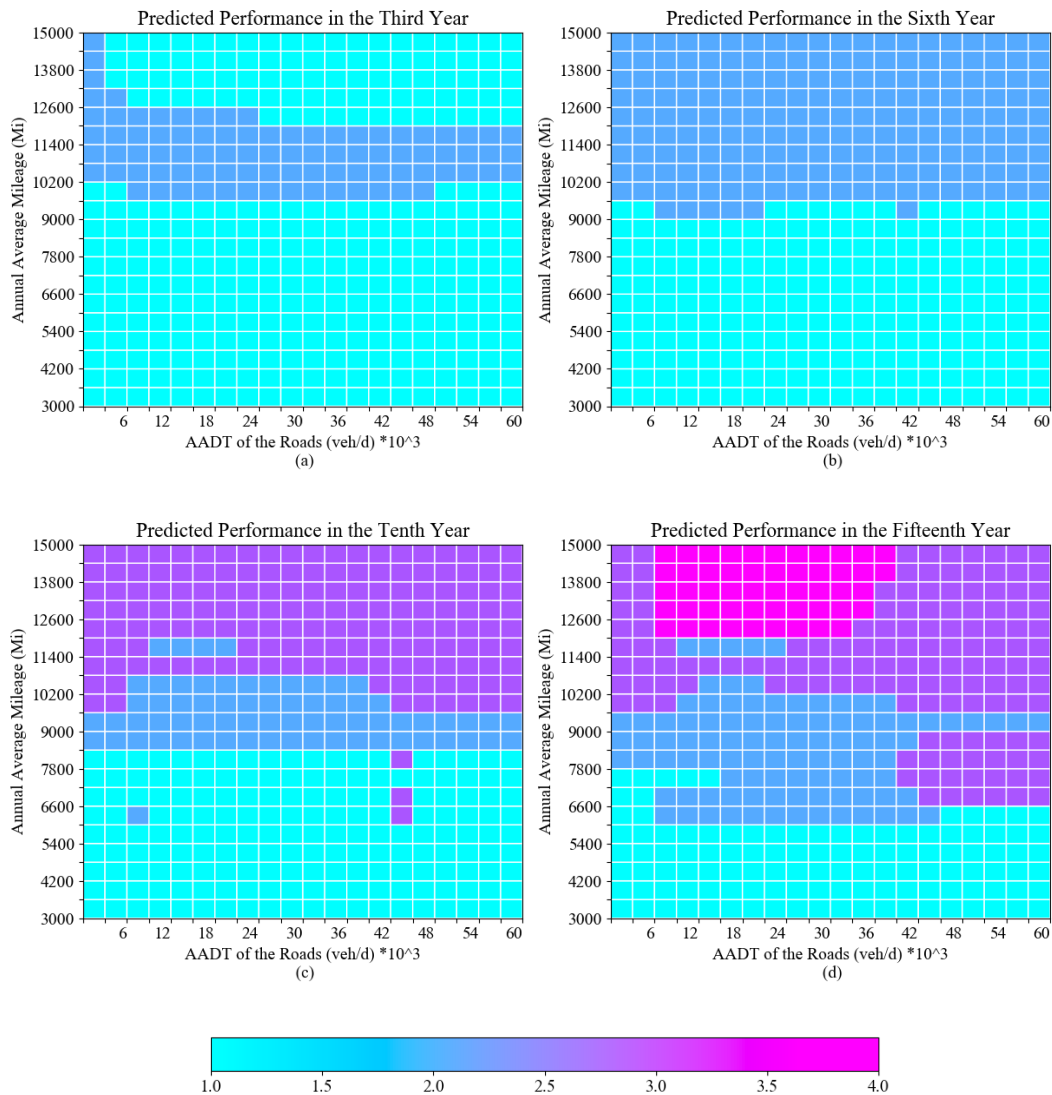 Predicted Performance in the Third Year
Annual Average Mileage (Mi)
15000
13800
12600
11400
10200
9000
7800
6600
5400
4200
3000
6 12 18 24 30 36 42 48 54 60
AADT of the Roads (veh/d) *10^3
(a)
Predicted Performance in the Sixth Year
Annual Average Mileage (Mi)
15000
13800
12600
11400
10200
9000
7800
6600
5400
4200
3000
6 12 18 24 30 36 42 48 54 60
AADT of the Roads (veh/d) *10^3
(b)
Predicted Performance in the Tenth Year
Annual Average Mileage (Mi)
15000
13800
12600
11400
10200
9000
7800
6600
5400
4200
3000
6 12 18 24 30 36 42 48 54 60
AADT of the Roads (veh/d) *10^3
(c)
Predicted Performance in the Fifteenth Year
Annual Average Mileage (Mi)
15000
13800
12600
11400
10200
9000
7800
6600
5400
4200
3000
6 12 18 24 30 36 42 48 54 60
AADT of the Roads (veh/d) *10^3
(d)
1.0 1.5 2.0 2.5 3.0 3.5 4.0